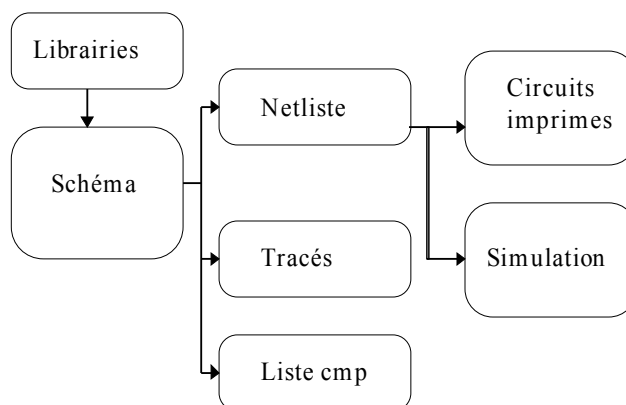 Librairies
Schéma
Netliste
Tracés
Liste cmp
Circuits
imprimes
Simulation